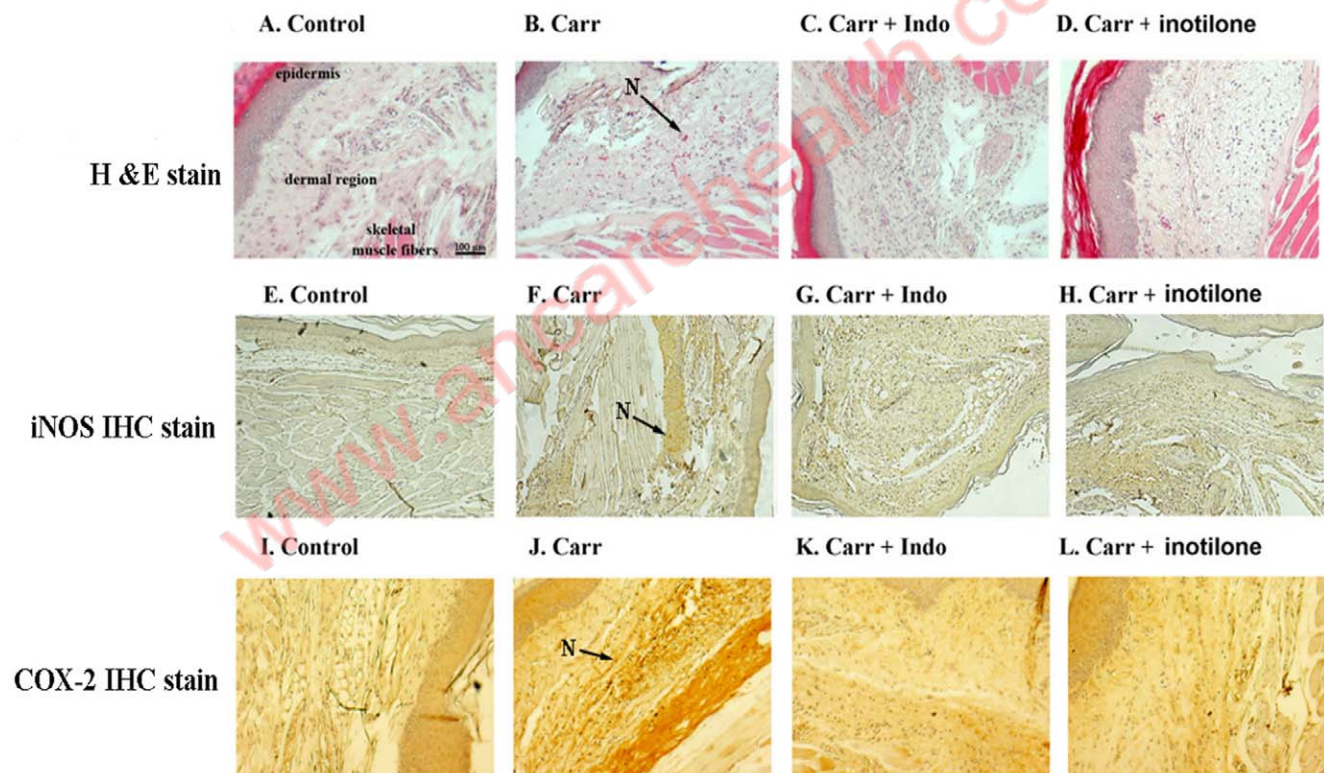 A. Control
B. Carr
C. Carr + Indo
D. Carr + inotilone
epidermis
N
dermal region
skeletal
muscle fibers
100 μm
H &E stain
E. Control
F. Carr
G. Carr + Indo
H. Carr + inotilone
N
iNOS IHC stain
I. Control
J. Carr
K. Carr + Indo
L. Carr + inotilone
N
COX-2 IHC stain
www.ancarehealth.co